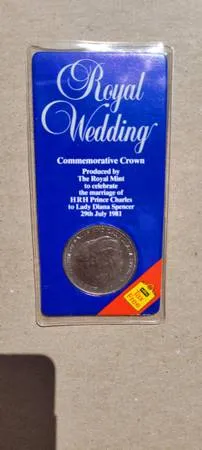 Royal
Wedding
Commemorative Crown
Produced by
The Royal Mint
to celebrate
the marriage of
HRH Prince Charles
to Lady Diana Spencer
29th July 1981